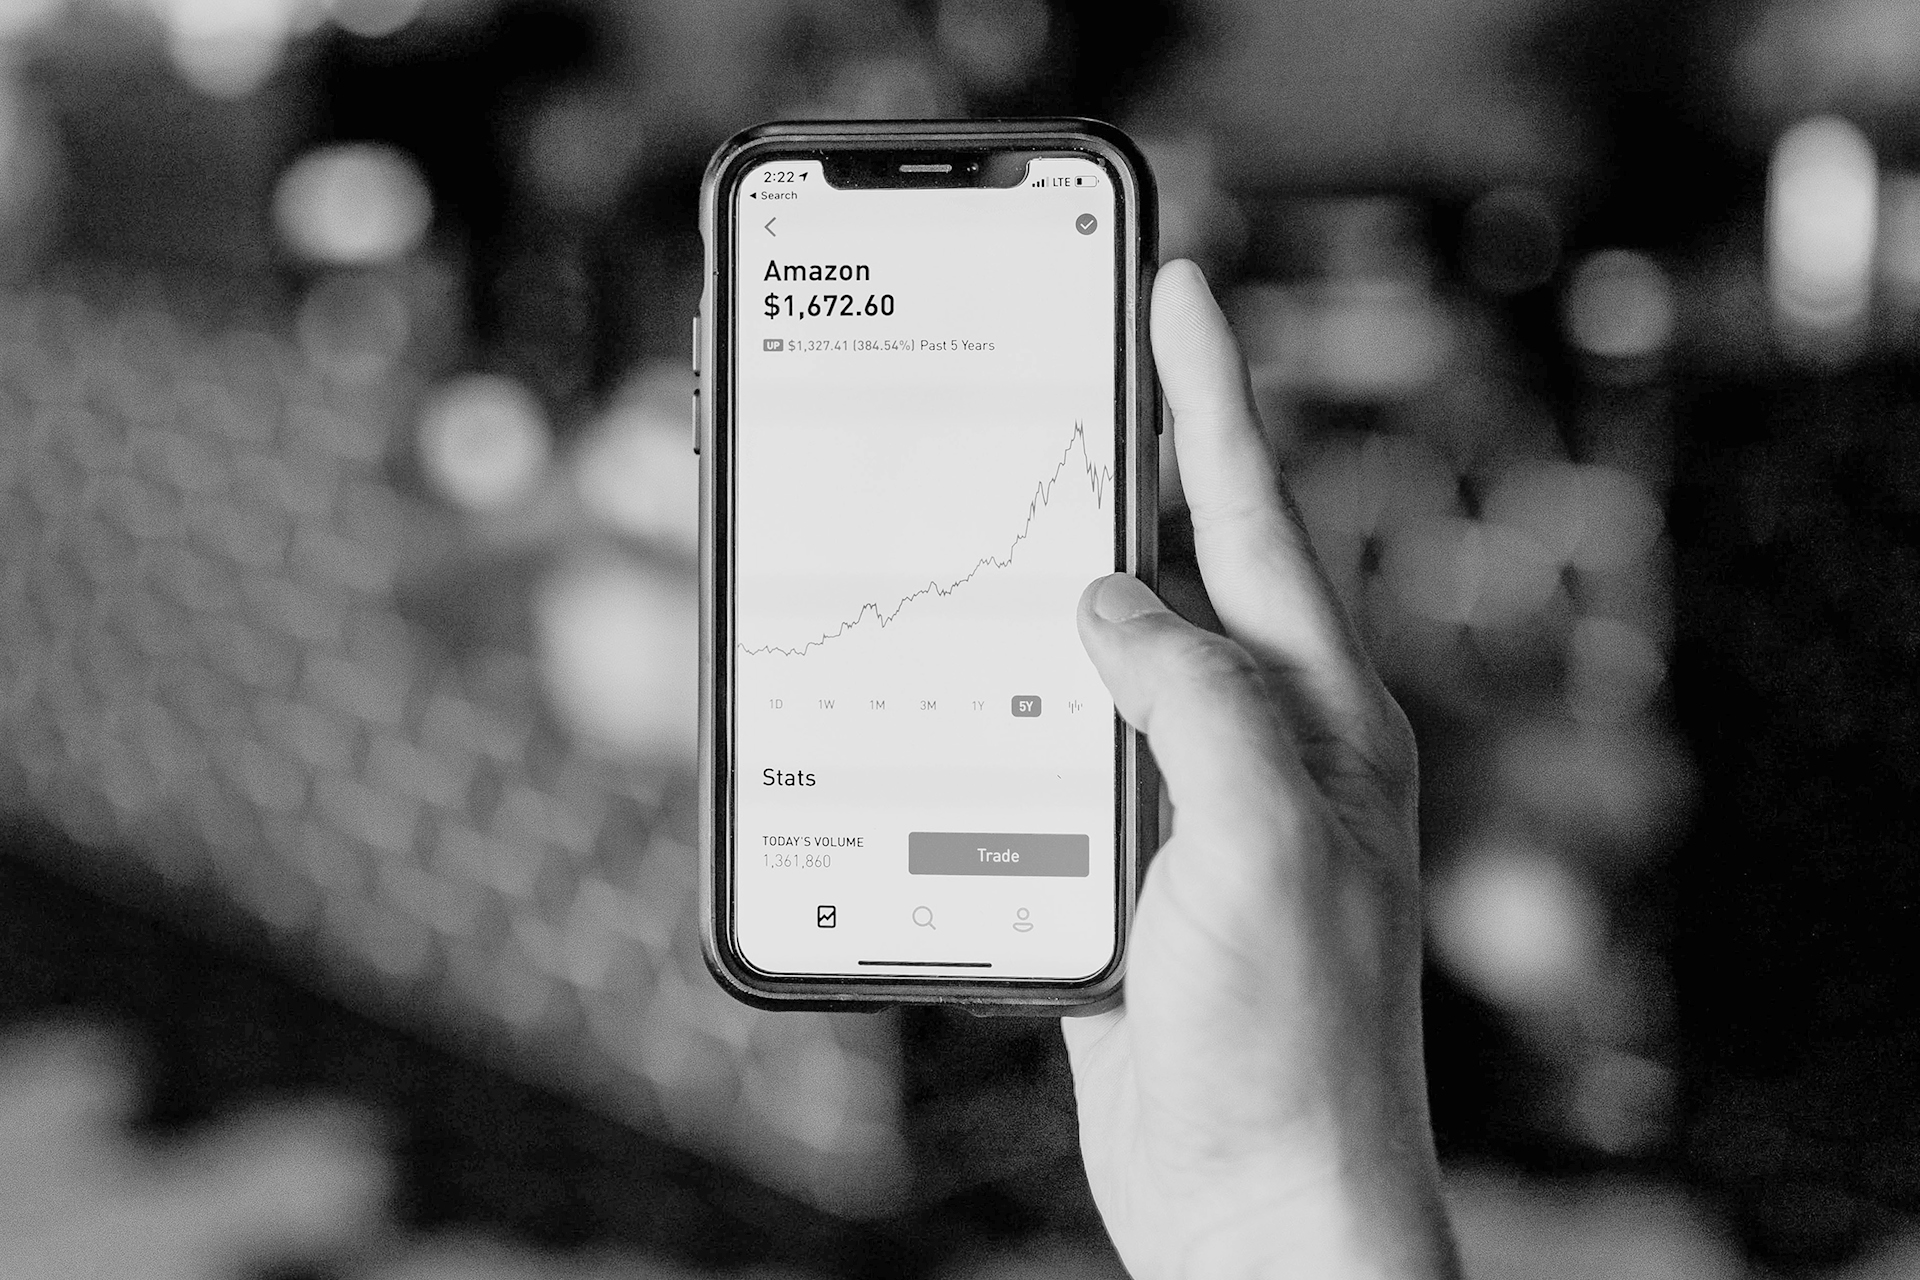 2:22
LTE
Search
Amazon
$1,672.60
UP $1,327.41 (384.54%) Past 5 Years
1D 1W 1M 3M 1Y 5Y
Stats
TODAY'S VOLUME
1,361,860
Trade